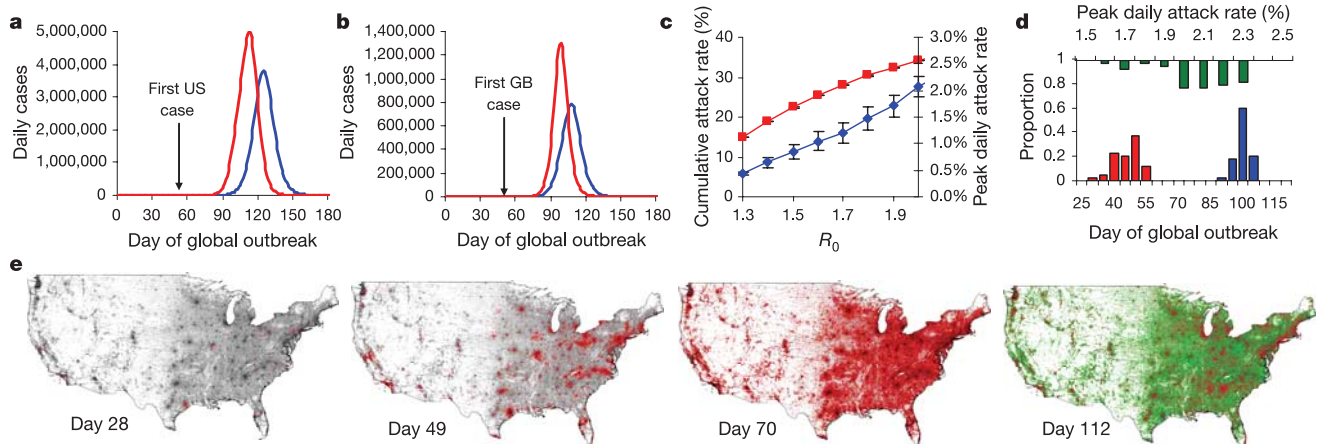 a
Daily cases
5,000,000
4,000,000
3,000,000
2,000,000
1,000,000
0
First US
case
0 30 60 90 120 150 180
Day of global outbreak
b
Daily cases
1,400,000
1,200,000
1,000,000
800,000
600,000
400,000
200,000
0
First GB
case
0 30 60 90 120 150 180
Day of global outbreak
c
Cumulative attack rate (%)
40
30
20
10
0
3.0%
2.5%
2.0%
1.5%
1.0%
0.5%
0.0%
Peak daily attack rate
1.3 1.5 1.7 1.9
R0
d
Peak daily attack rate (%)
1.5 1.7 1.9 2.1 2.3 2.5
Proportion
1
0.8
0.6
0.4
0.2
0
25 40 55 70 85 100 115
Day of global outbreak
e
Day 28
Day 49
Day 70
Day 112